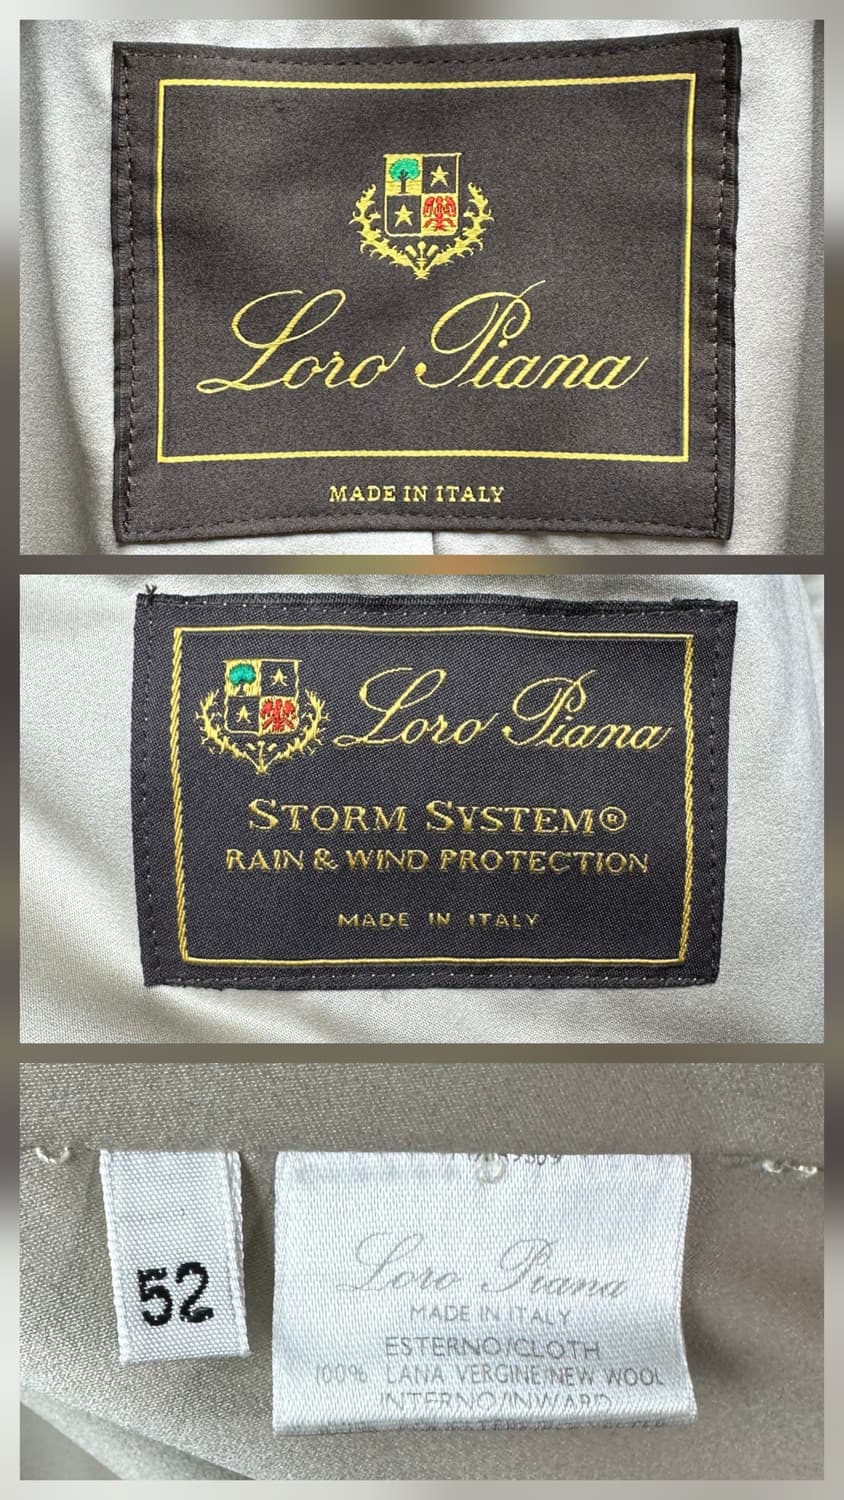 Loro Piana
MADE IN ITALY
Loro Piana
STORM SYSTEM®
RAIN & WIND PROTECTION
MADE IN ITALY
52
Loro Piana
MADE IN ITALY
ESTERNO/CLOTH
100% LANA VERGINE/NEW WOOL
INTERNO/INWARD